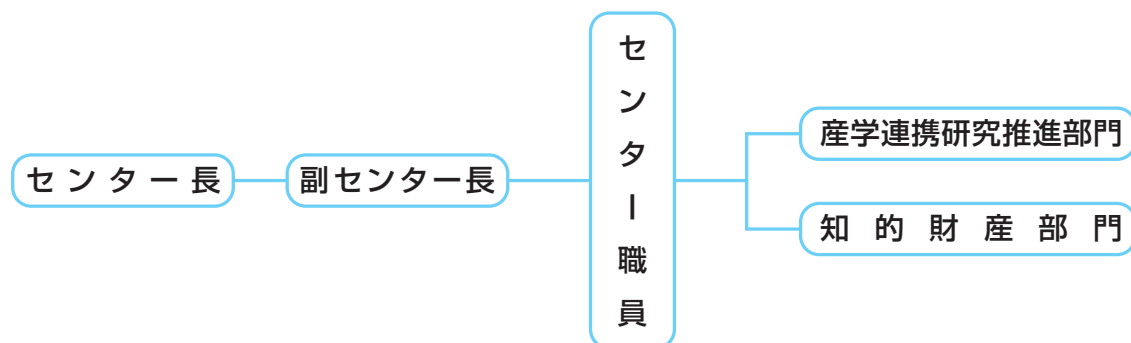 センター長
副センター長
センター職員
産学連携研究推進部門
知的財産部門